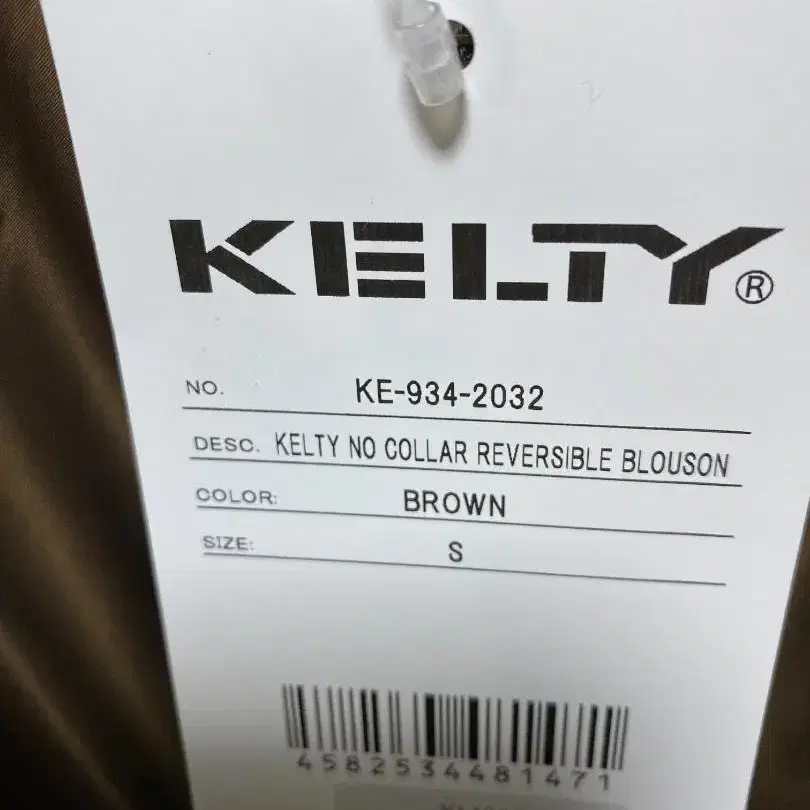 KELTY®
NO. KE-934-2032
DESC. KELTY NO COLLAR REVERSIBLE BLOUSON
COLOR: BROWN
SIZE: S
4582534481471